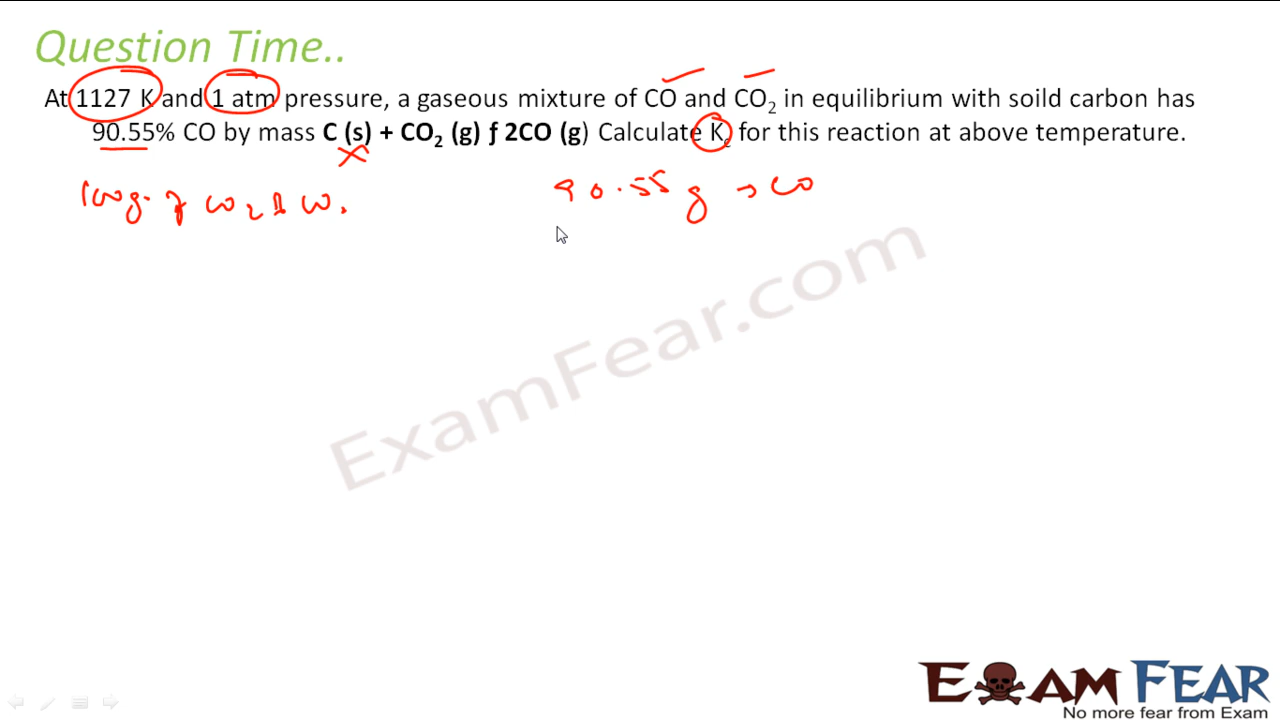 Question Time..
At 1127 K and 1 atm pressure, a gaseous mixture of CO and CO2 in equilibrium with soild carbon has
90.55% CO by mass C (s) + CO2 (g) ƒ 2CO (g) Calculate Kc for this reaction at above temperature.
100g. of CO2 & CO. 90.55 g → CO
ExamFear.com
EXAM FEAR
No more fear from Exam